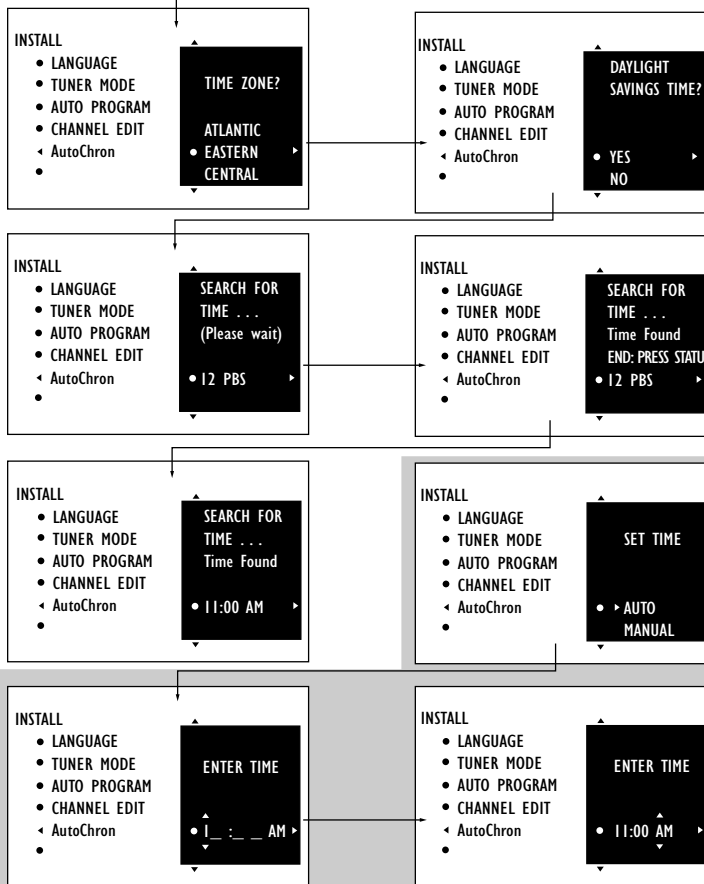 INSTALL
LANGUAGE
TUNER MODE
AUTO PROGRAM
CHANNEL EDIT
AutoChron
TIME ZONE?
ATLANTIC
EASTERN
CENTRAL
INSTALL
LANGUAGE
TUNER MODE
AUTO PROGRAM
CHANNEL EDIT
AutoChron
DAYLIGHT
SAVINGS TIME?
YES
NO
INSTALL
LANGUAGE
TUNER MODE
AUTO PROGRAM
CHANNEL EDIT
AutoChron
SEARCH FOR
TIME . . .
(Please wait)
12 PBS
INSTALL
LANGUAGE
TUNER MODE
AUTO PROGRAM
CHANNEL EDIT
AutoChron
SEARCH FOR
TIME . . .
Time Found
END: PRESS STATU
12 PBS
INSTALL
LANGUAGE
TUNER MODE
AUTO PROGRAM
CHANNEL EDIT
AutoChron
SEARCH FOR
TIME . . .
Time Found
11:00 AM
INSTALL
LANGUAGE
TUNER MODE
AUTO PROGRAM
CHANNEL EDIT
AutoChron
SET TIME
AUTO
MANUAL
INSTALL
LANGUAGE
TUNER MODE
AUTO PROGRAM
CHANNEL EDIT
AutoChron
ENTER TIME
1_ :_ _ AM
INSTALL
LANGUAGE
TUNER MODE
AUTO PROGRAM
CHANNEL EDIT
AutoChron
ENTER TIME
11:00 AM